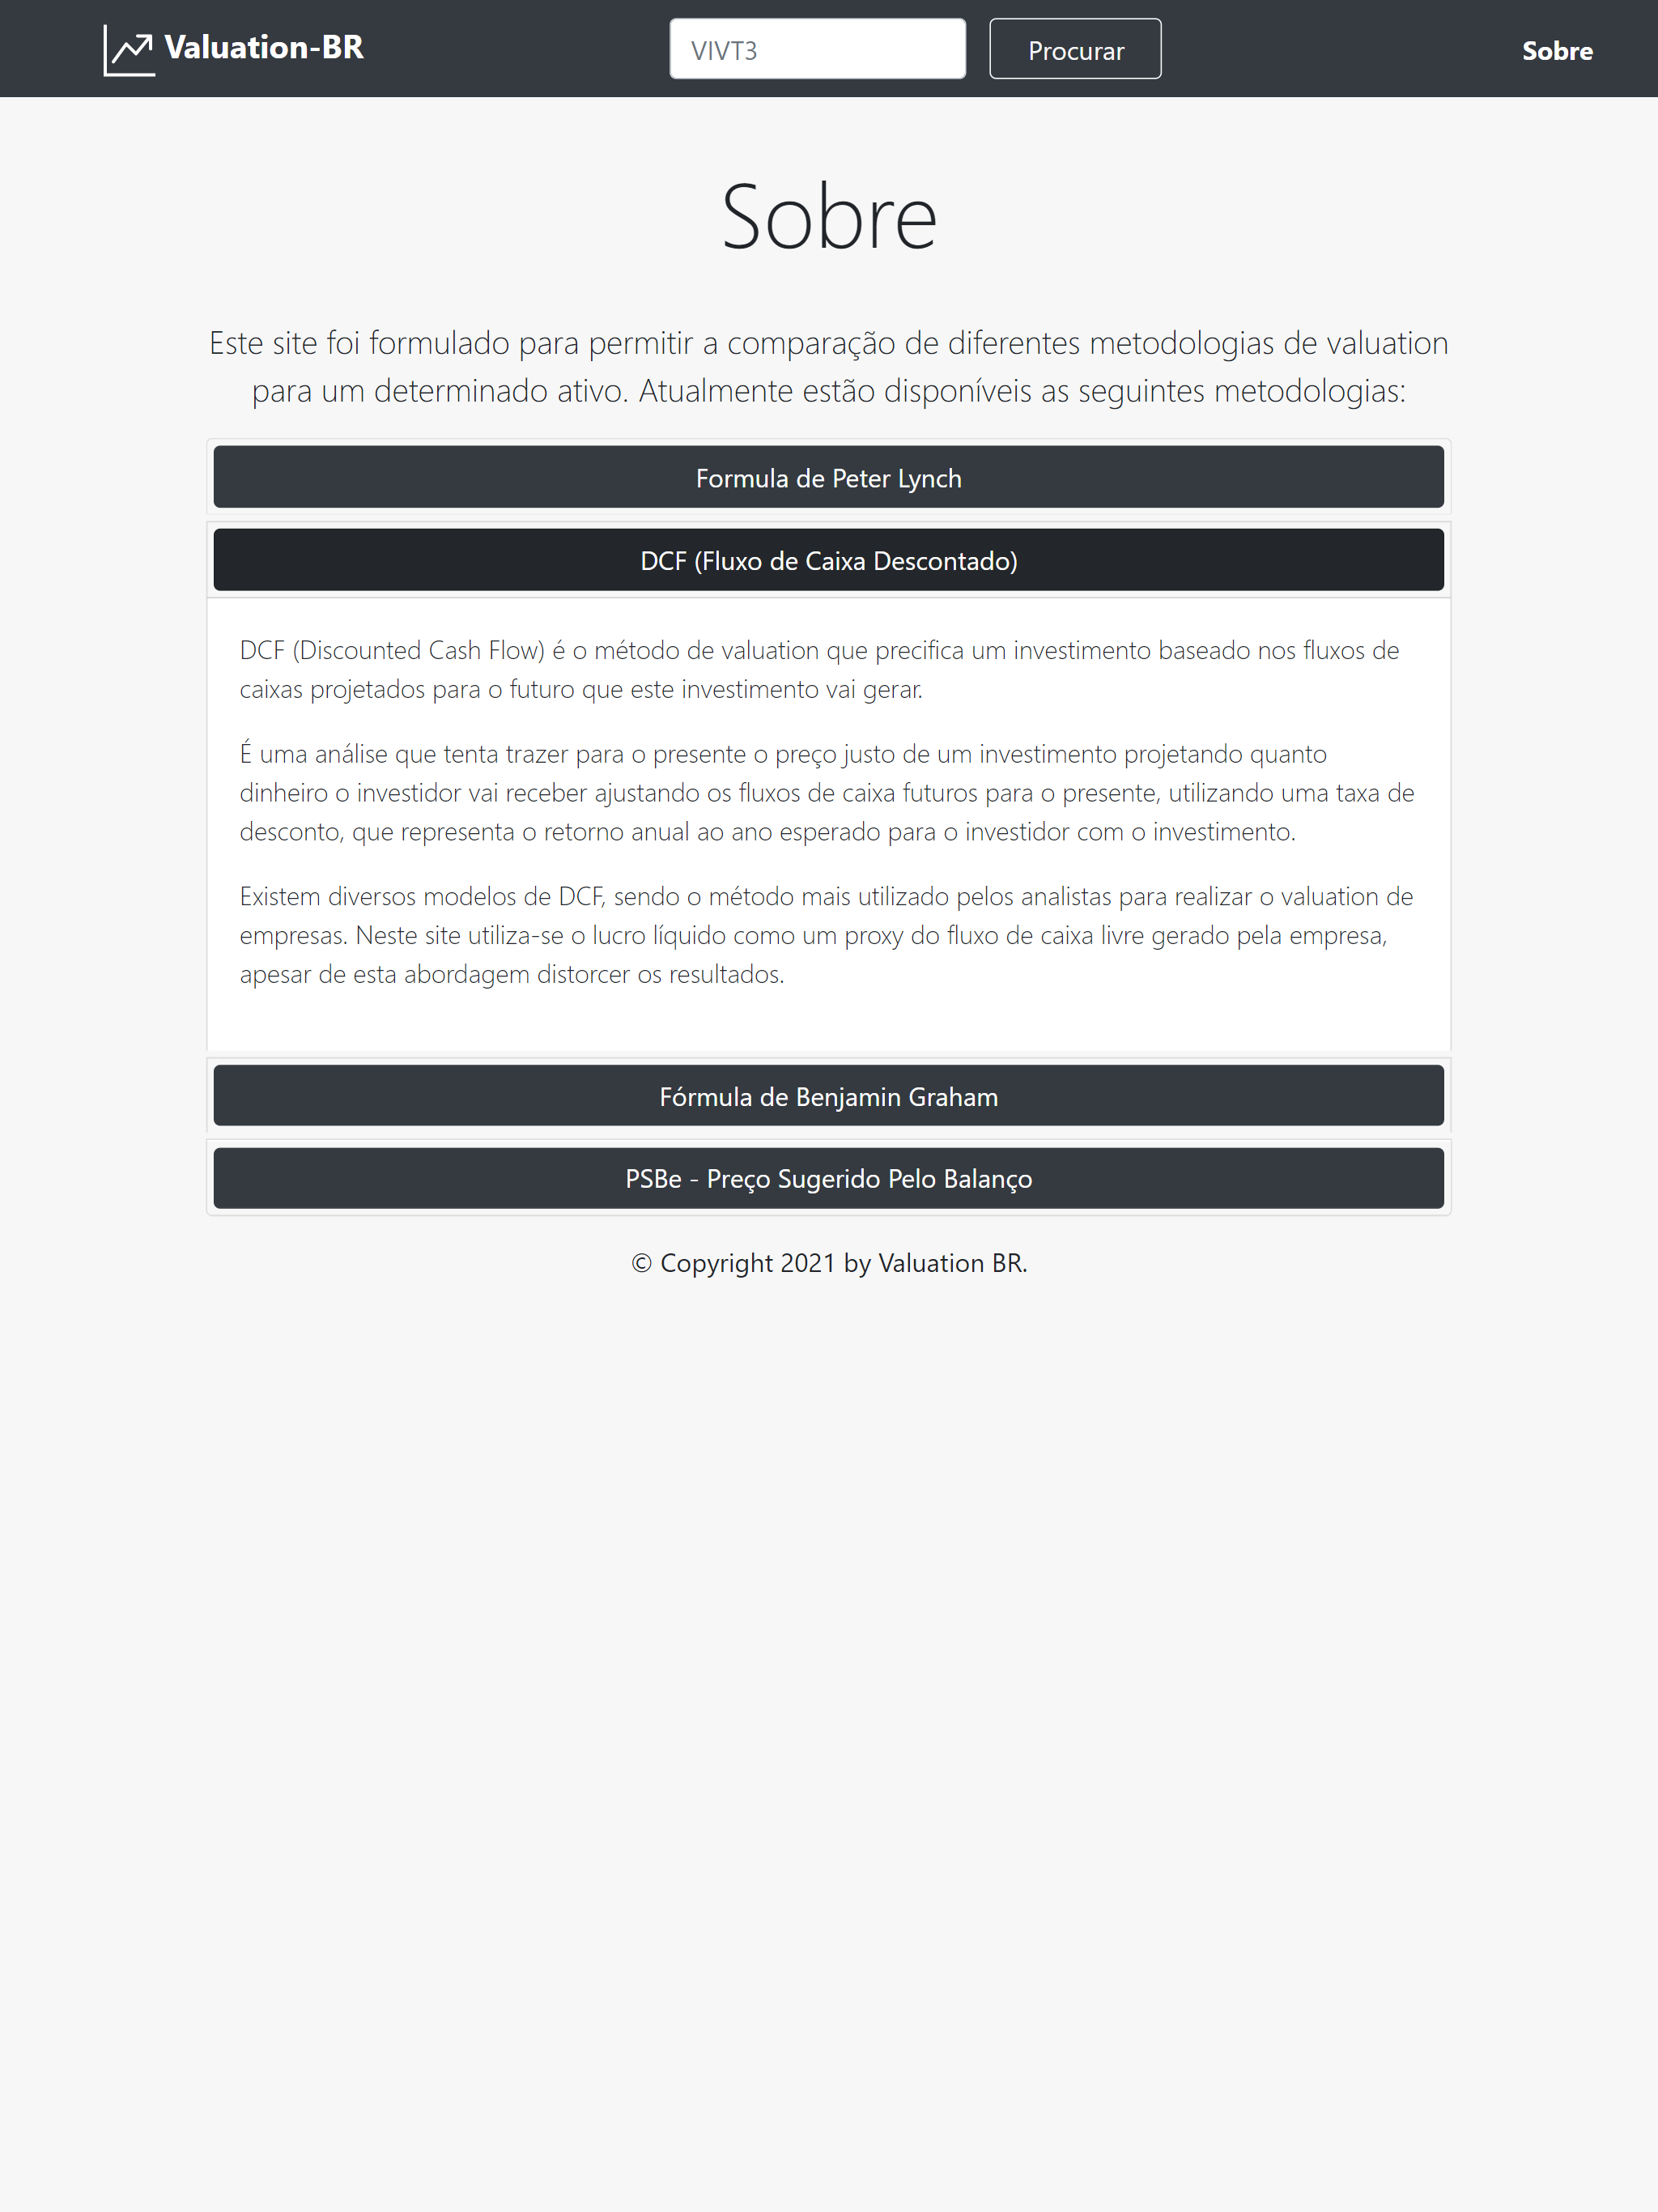 Valuation-BR
VIVT3
Procurar
Sobre
Sobre
Este site foi formulado para permitir a comparação de diferentes metodologias de valuation
para um determinado ativo. Atualmente estão disponíveis as seguintes metodologias:
Formula de Peter Lynch
DCF (Fluxo de Caixa Descontado)
DCF (Discounted Cash Flow) é o método de valuation que precifica um investimento baseado nos fluxos de
caixas projetados para o futuro que este investimento vai gerar.
É uma análise que tenta trazer para o presente o preço justo de um investimento projetando quanto
dinheiro o investidor vai receber ajustando os fluxos de caixa futuros para o presente, utilizando uma taxa de
desconto, que representa o retorno anual ao ano esperado para o investidor com o investimento.
Existem diversos modelos de DCF, sendo o método mais utilizado pelos analistas para realizar o valuation de
empresas. Neste site utiliza-se o lucro líquido como um proxy do fluxo de caixa livre gerado pela empresa,
apesar de esta abordagem distorcer os resultados.
Fórmula de Benjamin Graham
PSBe - Preço Sugerido Pelo Balanço
© Copyright 2021 by Valuation BR.